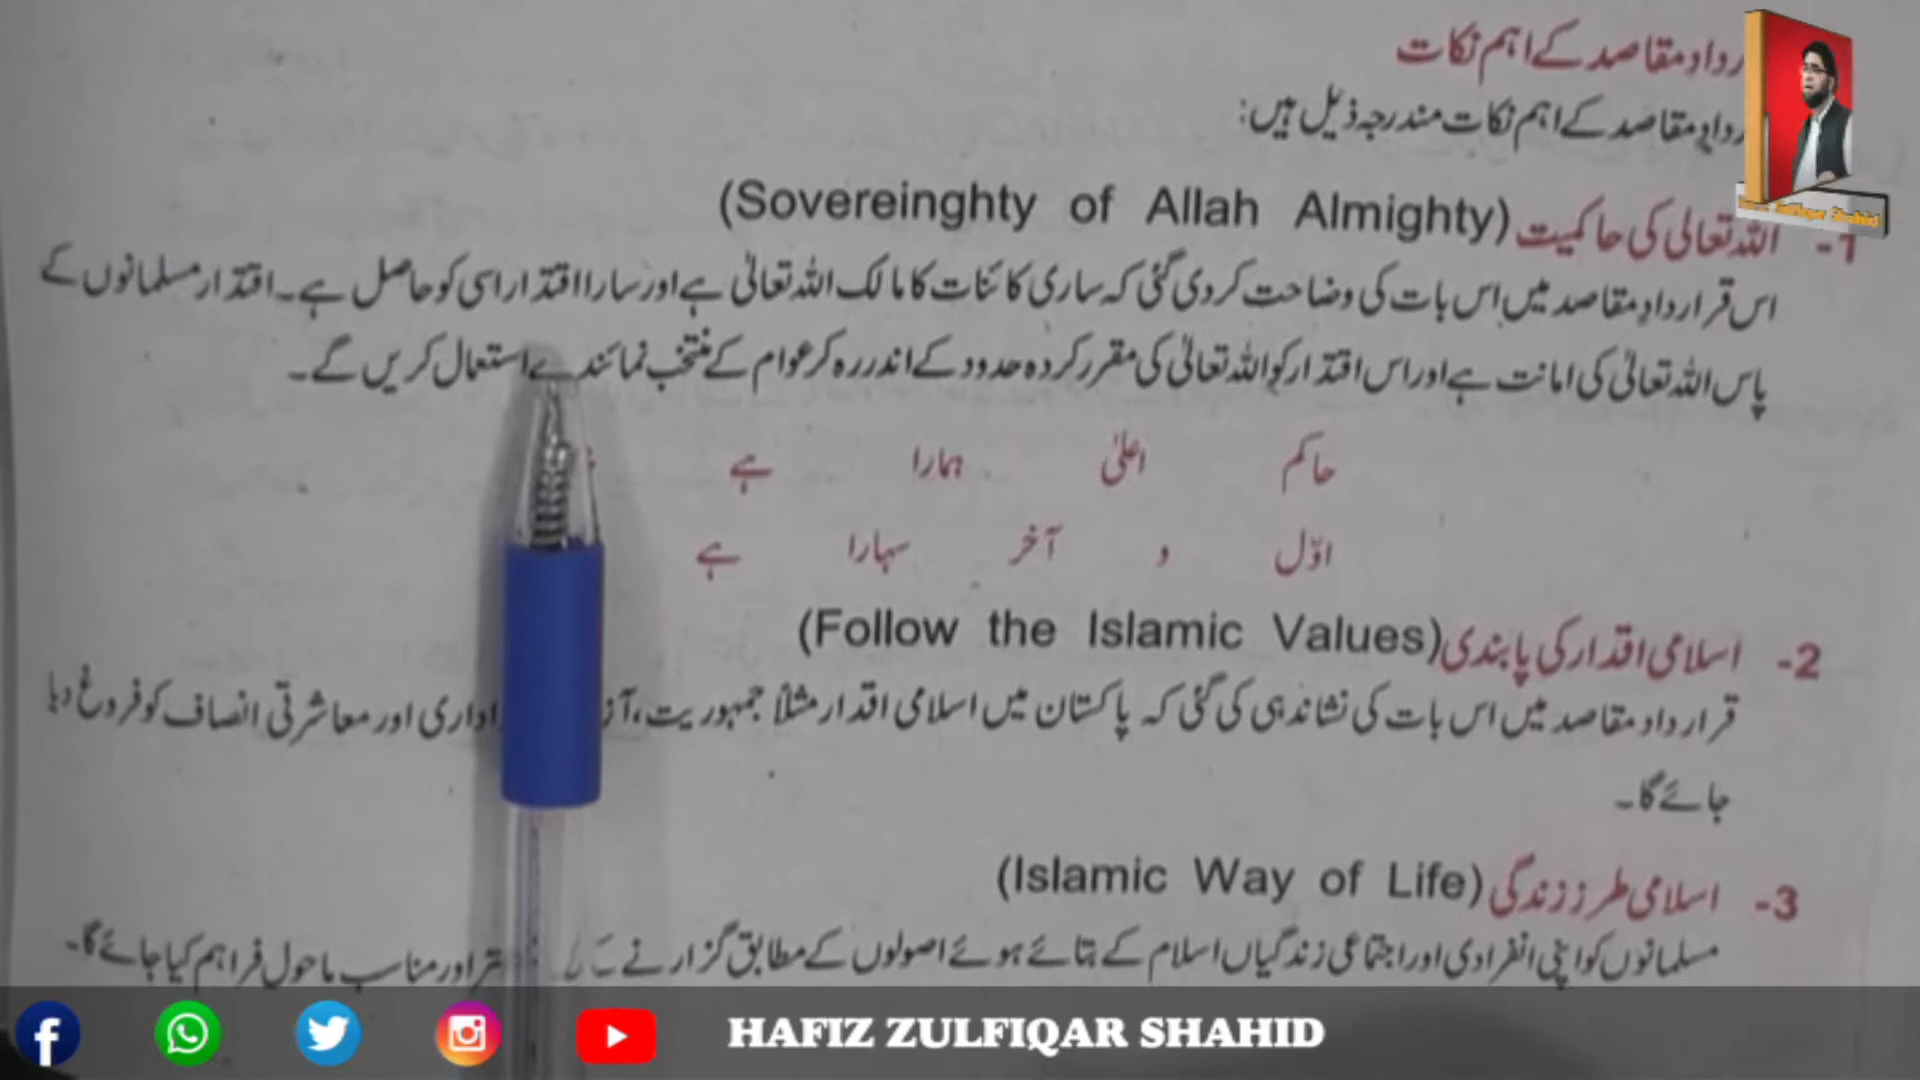 رداد مقاصد کے اہم نکات
ردادِ مقاصد کے اہم نکات مندرجہ ذیل ہیں:
1- اللہ تعالیٰ کی حاکمیت (Sovereinghty of Allah Almighty)
اس قراردادِ مقاصد میں اس بات کی وضاحت کر دی گئی کہ ساری کائنات کا مالک اللہ تعالیٰ ہے اور سارا اقتدار اسی کو حاصل ہے۔ اقتدار مسلمانوں کے
پاس اللہ تعالیٰ کی امانت ہے اور اس اقتدار کو اللہ تعالیٰ کی مقرر کردہ حدود کے اندر رہ کر عوام کے منتخب نمائندے استعمال کریں گے۔
حاکم اعلیٰ ہمارا ہے
اوّل و آخر سہارا ہے
2- اسلامی اقدار کی پابندی (Follow the Islamic Values)
قرارداد مقاصد میں اس بات کی نشاندہی کی گئی کہ پاکستان میں اسلامی اقدار مثلاً جمہوریت، اور معاشرتی انصاف کو فروغ دیا
جائے گا۔
3- اسلامی طرز زندگی (Islamic Way of Life)
مسلمانوں کو اپنی انفرادی اور اجتماعی زندگیاں اسلام کے بتائے ہوئے اصولوں کے مطابق گزارنے اور مناسب ماحول فراہم کیا جائے گا۔
HAFIZ ZULFIQAR SHAHID